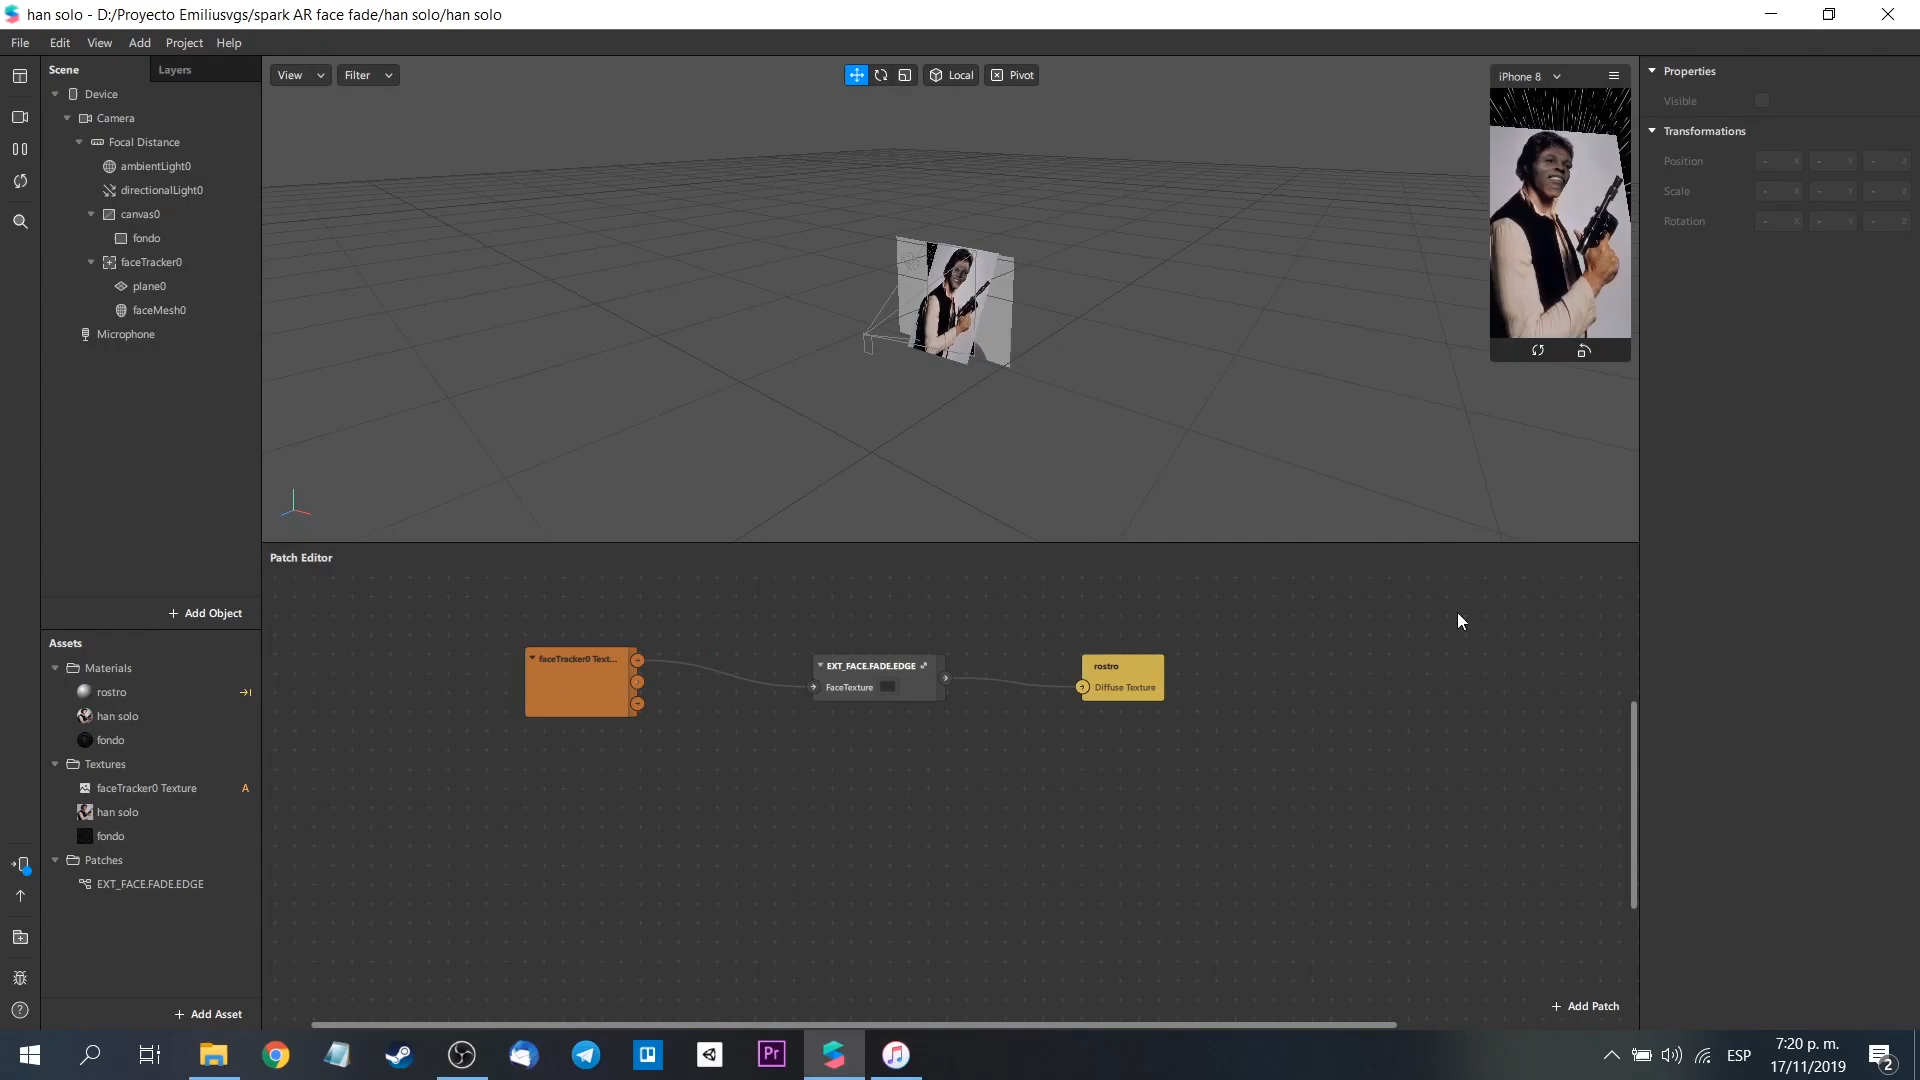 han solo - D:/Proyecto Emiliusvgs/spark AR face fade/han solo/han solo
File Edit View Add Project Help
Scene Layers
Device
Camera
Focal Distance
ambientLight0
directionalLight0
canvas0
fondo
faceTracker0
plane0
faceMesh0
Microphone
+ Add Object
Assets
Materials
rostro
han solo
fondo
Textures
faceTracker0 Texture A
han solo
fondo
Patches
EXT_FACE.FADE.EDGE
+ Add Asset
View Filter Local Pivot
iPhone 8
Properties
Visible
Transformations
Position - X - Y - Z
Scale - X - Y - Z
Rotation - X - Y - Z
Patch Editor
faceTracker0 Text...
EXT_FACE.FADE.EDGE
FaceTexture
rostro
Diffuse Texture
+ Add Patch
Pr
ESP
7:20 p. m.
17/11/2019
2